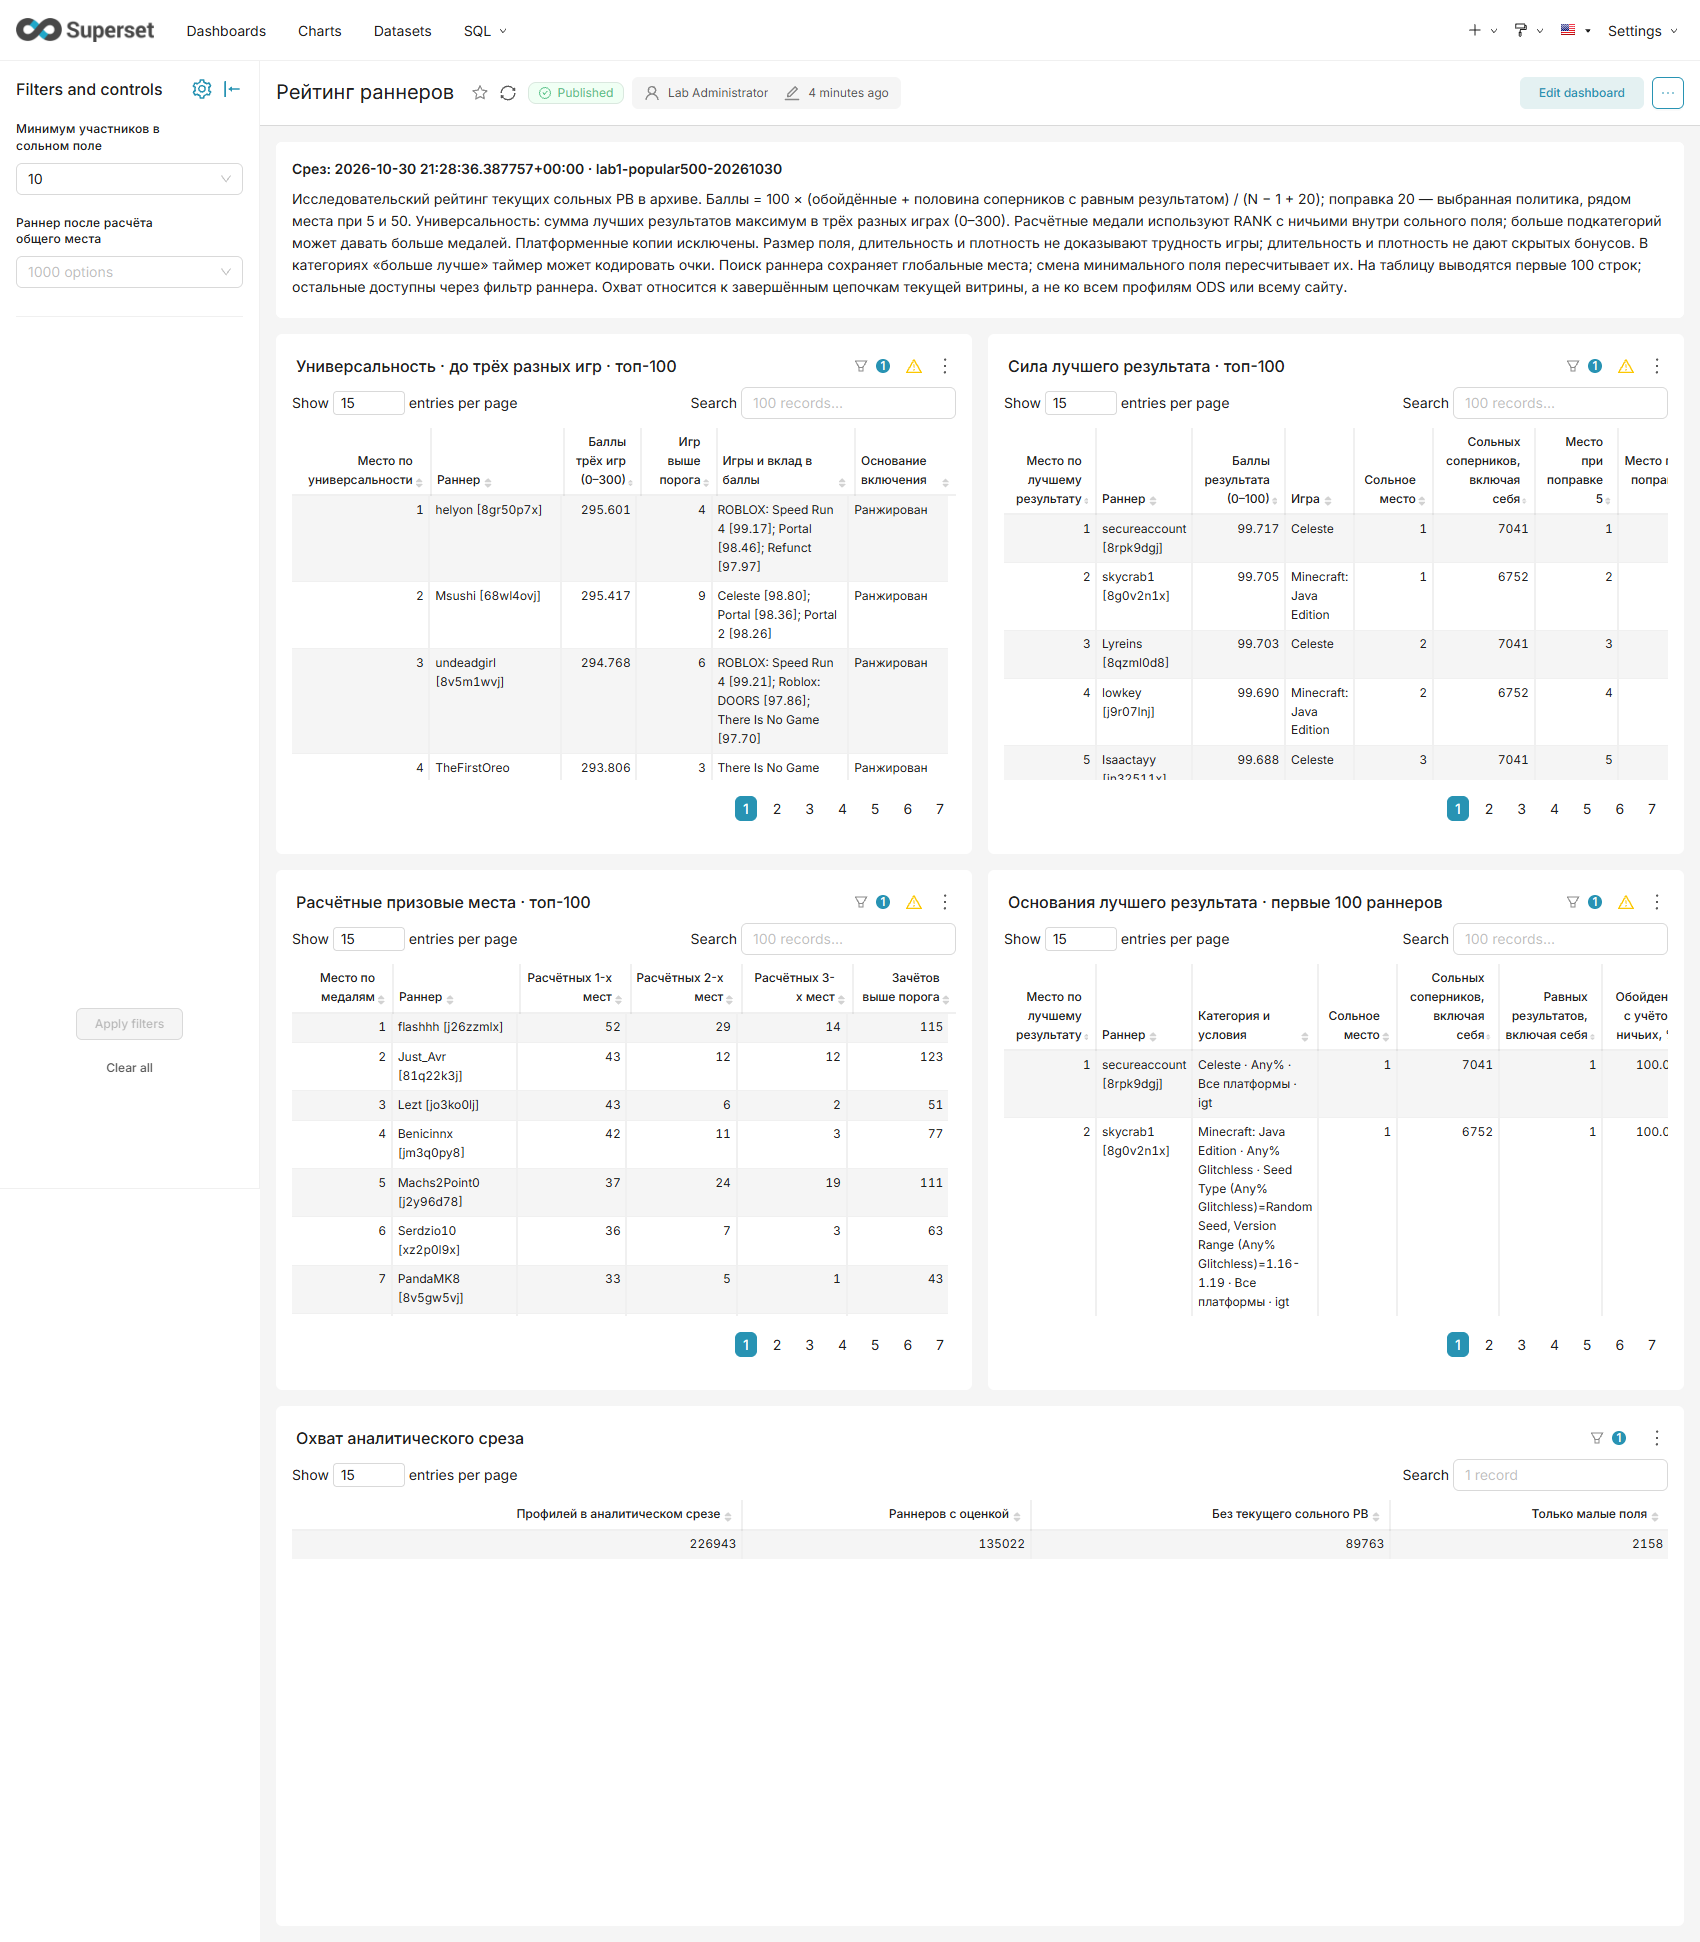 Superset
Dashboards
Charts
Datasets
SQL
Settings
Filters and controls
Минимум участников в
сольном поле
10
Раннер после расчёта
общего места
1000 options
Apply filters
Clear all
Рейтинг раннеров
Published
Lab Administrator
4 minutes ago
Edit dashboard
Срез: 2026-10-30 21:28:36.387757+00:00 · lab1-popular500-20261030
Исследовательский рейтинг текущих сольных PB в архиве. Баллы = 100 × (обойдённые + половина соперников с равным результатом) / (N − 1 + 20); поправка 20 — выбранная политика, рядом
места при 5 и 50. Универсальность: сумма лучших результатов максимум в трёх разных играх (0–300). Расчётные медали используют RANK с ничьими внутри сольного поля; больше подкатегорий
может давать больше медалей. Платформенные копии исключены. Размер поля, длительность и плотность не доказывают трудность игры; длительность и плотность не дают скрытых бонусов. В
категориях «больше лучше» таймер может кодировать очки. Поиск раннера сохраняет глобальные места; смена минимального поля пересчитывает их. На таблицу выводятся первые 100 строк;
остальные доступны через фильтр раннера. Охват относится к завершённым цепочкам текущей витрины, а не ко всем профилям ODS или всему сайту.
Универсальность · до трёх разных игр · топ-100
1
Show 15 entries per page
Search 100 records...
Место по
универсальности
Раннер
Баллы
трёх игр
(0–300)
Игр
выше
порога
Игры и вклад в
баллы
Основание
включения
1 helyon [8gr50p7x] 295.601 4 ROBLOX: Speed Run Ранжирован
4 [99.17]; Portal
[98.46]; Refunct
[97.97]
2 Msushi [68wl4ovj] 295.417 9 Celeste [98.80]; Ранжирован
Portal [98.36]; Portal
2 [98.26]
3 undeadgirl 294.768 6 ROBLOX: Speed Run Ранжирован
[8v5m1wvj] 4 [99.21]; Roblox:
DOORS [97.86];
There Is No Game
[97.70]
4 TheFirstOreo 293.806 3 There Is No Game Ранжирован
1 2 3 4 5 6 7
Сила лучшего результата · топ-100
1
Show 15 entries per page
Search 100 records...
Место по
лучшему
результату
Раннер
Баллы
результата
(0–100)
Игра
Сольное
место
Сольных
соперников,
включая
себя
Место
при
поправке
5
Место
1 secureaccount 99.717 Celeste 1 7041 1
[8rpk9dgj]
2 skycrab1 99.705 Minecraft: 1 6752 2
[8g0v2n1x] Java
Edition
3 Lyreins 99.703 Celeste 2 7041 3
[8qzml0d8]
4 lowkey 99.690 Minecraft: 2 6752 4
[j9r07lnj] Java
Edition
5 Isaactayy 99.688 Celeste 3 7041 5
1 2 3 4 5 6 7
Расчётные призовые места · топ-100
1
Show 15 entries per page
Search 100 records...
Место по
медалям
Раннер
Расчётных 1-х
мест
Расчётных 2-х
мест
Расчётных 3-
х мест
Зачётов
выше порога
1 flashhh [j26zzmlx] 52 29 14 115
2 Just_Avr 43 12 12 123
[81q22k3j]
3 Lezt [jo3ko0lj] 43 6 2 51
4 Benicinnx 42 11 3 77
[jm3q0py8]
5 Machs2Point0 37 24 19 111
[j2y96d78]
6 Serdzio10 36 7 3 63
[xz2p0l9x]
7 PandaMK8 33 5 1 43
[8v5gw5vj]
1 2 3 4 5 6 7
Основания лучшего результата · первые 100 раннеров
1
Show 15 entries per page
Search 100 records...
Место по
лучшему
результату
Раннер
Категория и
условия
Сольное
место
Сольных
соперников,
включая
себя
Равных
результатов,
включая себя
Обойден
с учёто
ничьих,
1 secureaccount Celeste · Any% · 1 7041 1 100.0
[8rpk9dgj] Все платформы ·
igt
2 skycrab1 Minecraft: Java 1 6752 1 100.0
[8g0v2n1x] Edition · Any%
Glitchless · Seed
Type (Any%
Glitchless)=Random
Seed, Version
Range (Any%
Glitchless)=1.16-
1.19 · Все
платформы · igt
1 2 3 4 5 6 7
Охват аналитического среза
1
Show 15 entries per page
Search 1 record
Профилей в аналитическом срезе
Раннеров с оценкой
Без текущего сольного PB
Только малые поля
226943 135022 89763 2158